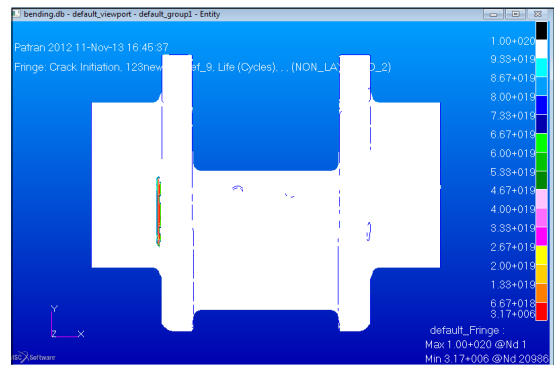 bending.db - default_viewport - default_group1 - Entity
Patran 2012 11-Nov-13 16:45:37
Fringe: Crack Initiation, 123new ef_9, Life (Cycles), . . (NON_LA _2)
1.00+020
9.33+019
8.67+019
8.00+019
7.33+019
6.67+019
6.00+019
5.33+019
4.67+019
4.00+019
3.33+019
2.67+019
2.00+019
1.33+019
6.67+018
3.17+006
Y
Z X
default_Fringe :
Max 1.00+020 @Nd 1
Min 3.17+006 @Nd 20986
Software